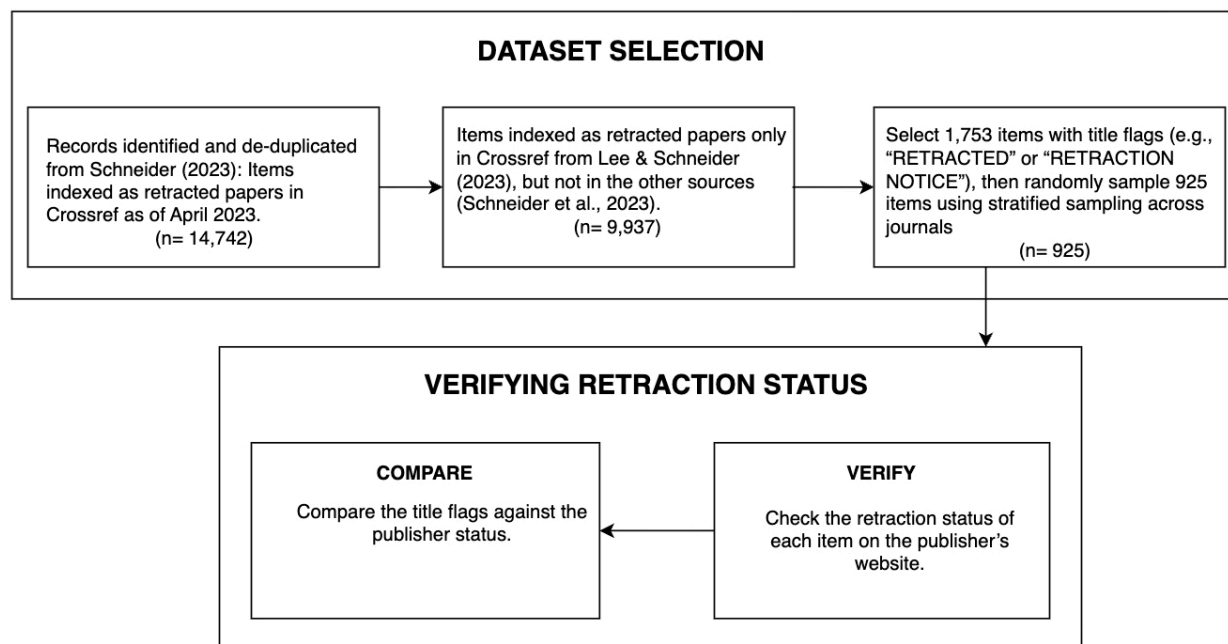 DATASET SELECTION
Records identified and de-duplicated
from Schneider (2023): Items
indexed as retracted papers in
Crossref as of April 2023.
(n= 14,742)
Items indexed as retracted papers only
in Crossref from Lee & Schneider
(2023), but not in the other sources
(Schneider et al., 2023).
(n= 9,937)
Select 1,753 items with title flags (e.g.,
“RETRACTED” or “RETRACTION
NOTICE”), then randomly sample 925
items using stratified sampling across
journals
(n= 925)
VERIFYING RETRACTION STATUS
COMPARE
Compare the title flags against the
publisher status.
VERIFY
Check the retraction status of
each item on the publisher’s
website.